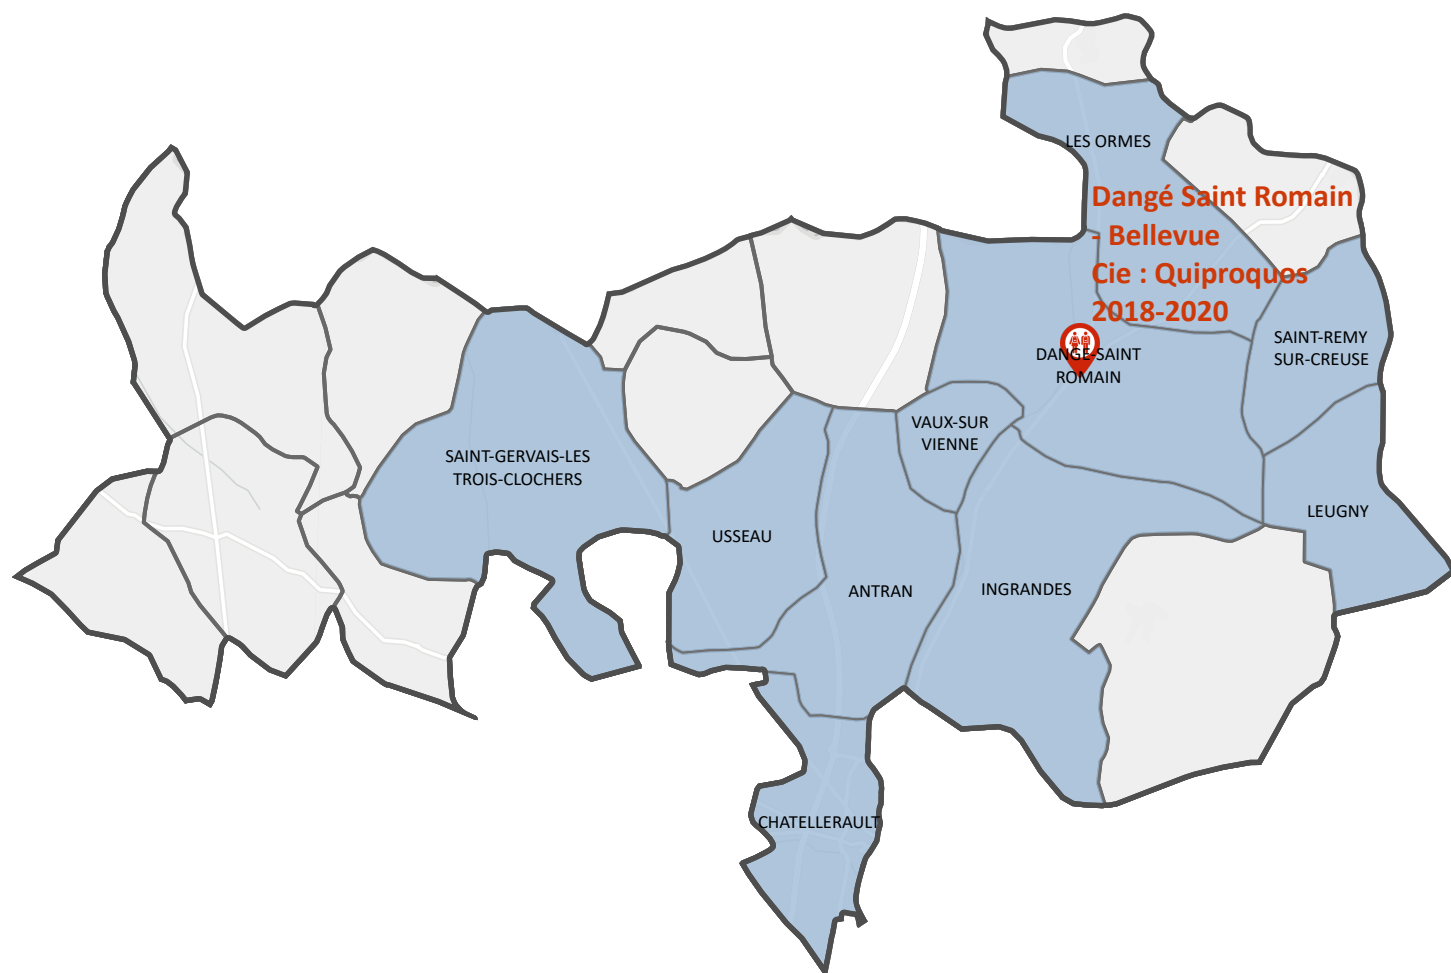 LES ORMES
Dangé Saint Romain
- Bellevue
Cie : Quiproquos
2018-2020
SAINT-REMY
SUR-CREUSE
DANGE-SAINT
ROMAIN
VAUX-SUR
VIENNE
SAINT-GERVAIS-LES
TROIS-CLOCHERS
LEUGNY
USSEAU
ANTRAN
INGRANDES
CHATELLERAULT